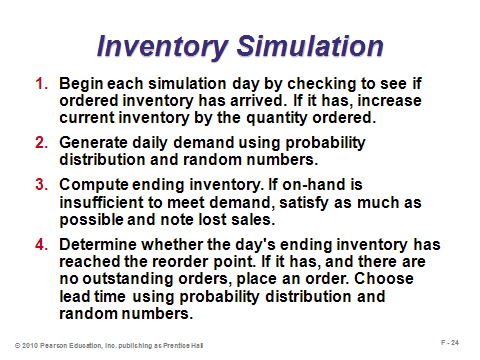 Inventory Simulation
1. Begin each simulation day by checking to see if
ordered inventory has arrived. If it has, increase
current inventory by the quantity ordered.
2. Generate daily demand using probability
distribution and random numbers.
3. Compute ending inventory. If on-hand is
insufficient to meet demand, satisfy as much as
possible and note lost sales.
4. Determine whether the day's ending inventory has
reached the reorder point. If it has, and there are
no outstanding orders, place an order. Choose
lead time using probability distribution and
random numbers.
© 2010 Pearson Education, Inc. publishing as Prentice Hall
F - 24